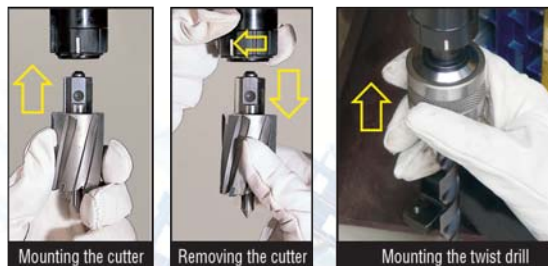 Mounting the cutter
Removing the cutter
Mounting the twist drill